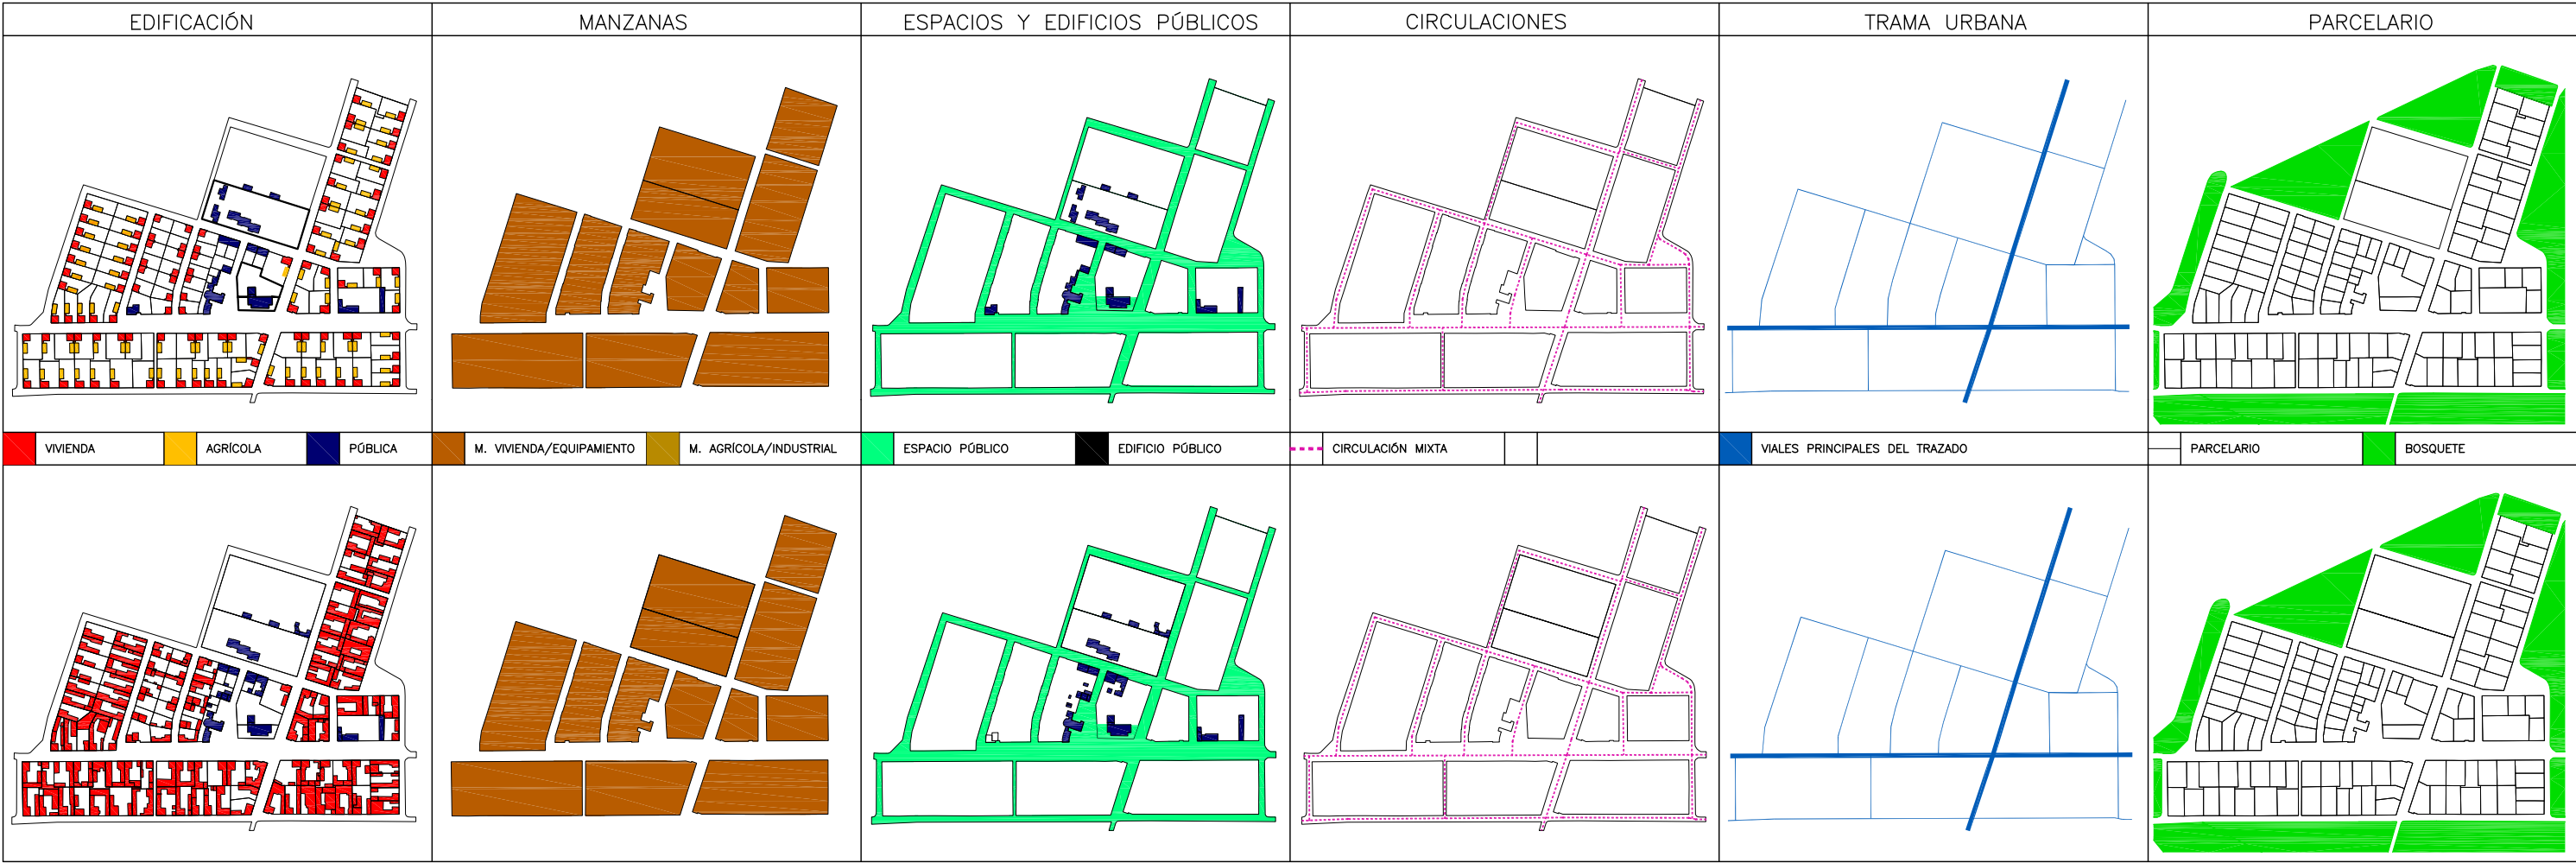 EDIFICACIÓN
MANZANAS
ESPACIOS Y EDIFICIOS PÚBLICOS
CIRCULACIONES
TRAMA URBANA
PARCELARIO
VIVIENDA
AGRÍCOLA
PÚBLICA
M. VIVIENDA/EQUIPAMIENTO
M. AGRÍCOLA/INDUSTRIAL
ESPACIO PÚBLICO
EDIFICIO PÚBLICO
CIRCULACIÓN MIXTA
VIALES PRINCIPALES DEL TRAZADO
PARCELARIO
BOSQUETE